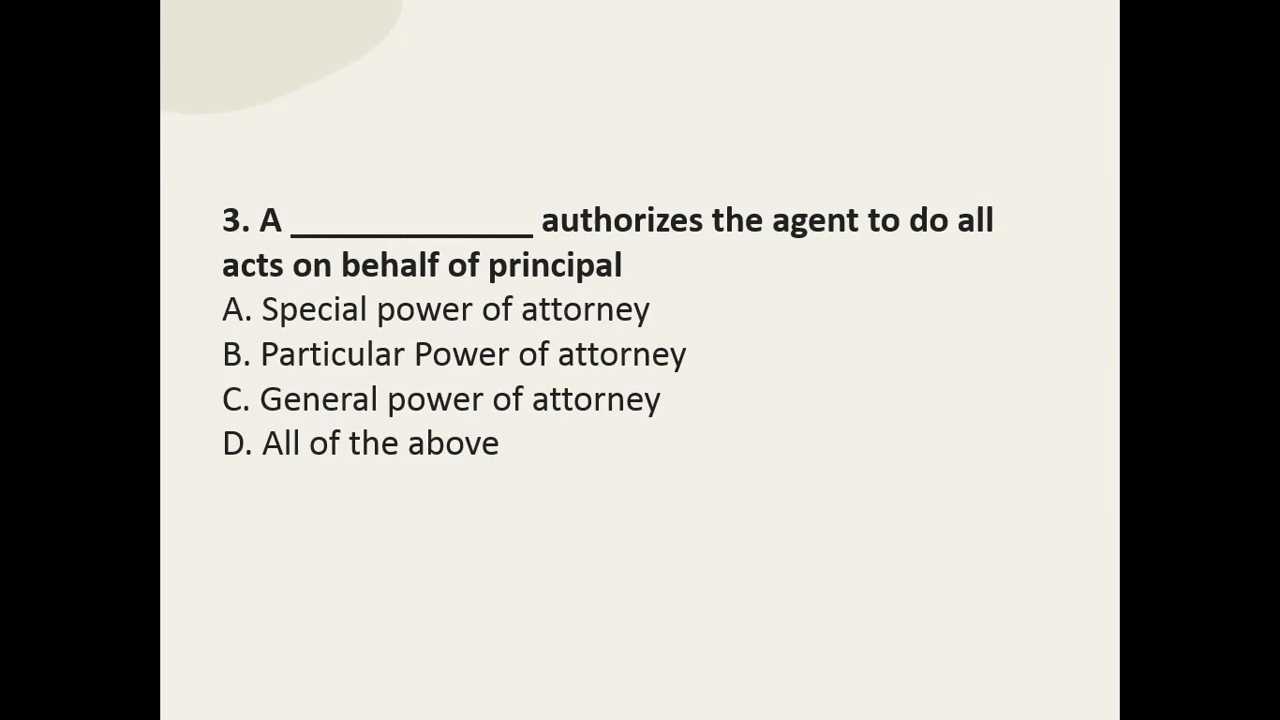 3. A _____________ authorizes the agent to do all
acts on behalf of principal
A. Special power of attorney
B. Particular Power of attorney
C. General power of attorney
D. All of the above